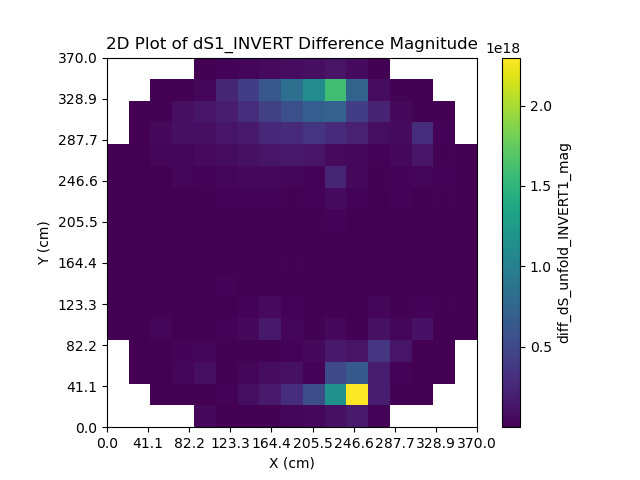 2D Plot of dS1_INVERT Difference Magnitude
1e18
370.0
328.9
287.7
246.6
205.5
164.4
123.3
82.2
41.1
0.0
Y (cm)
0.0 41.1 82.2 123.3 164.4 205.5 246.6 287.7 328.9 370.0
X (cm)
2.0
1.5
1.0
0.5
diff_dS_unfold_INVERT1_mag